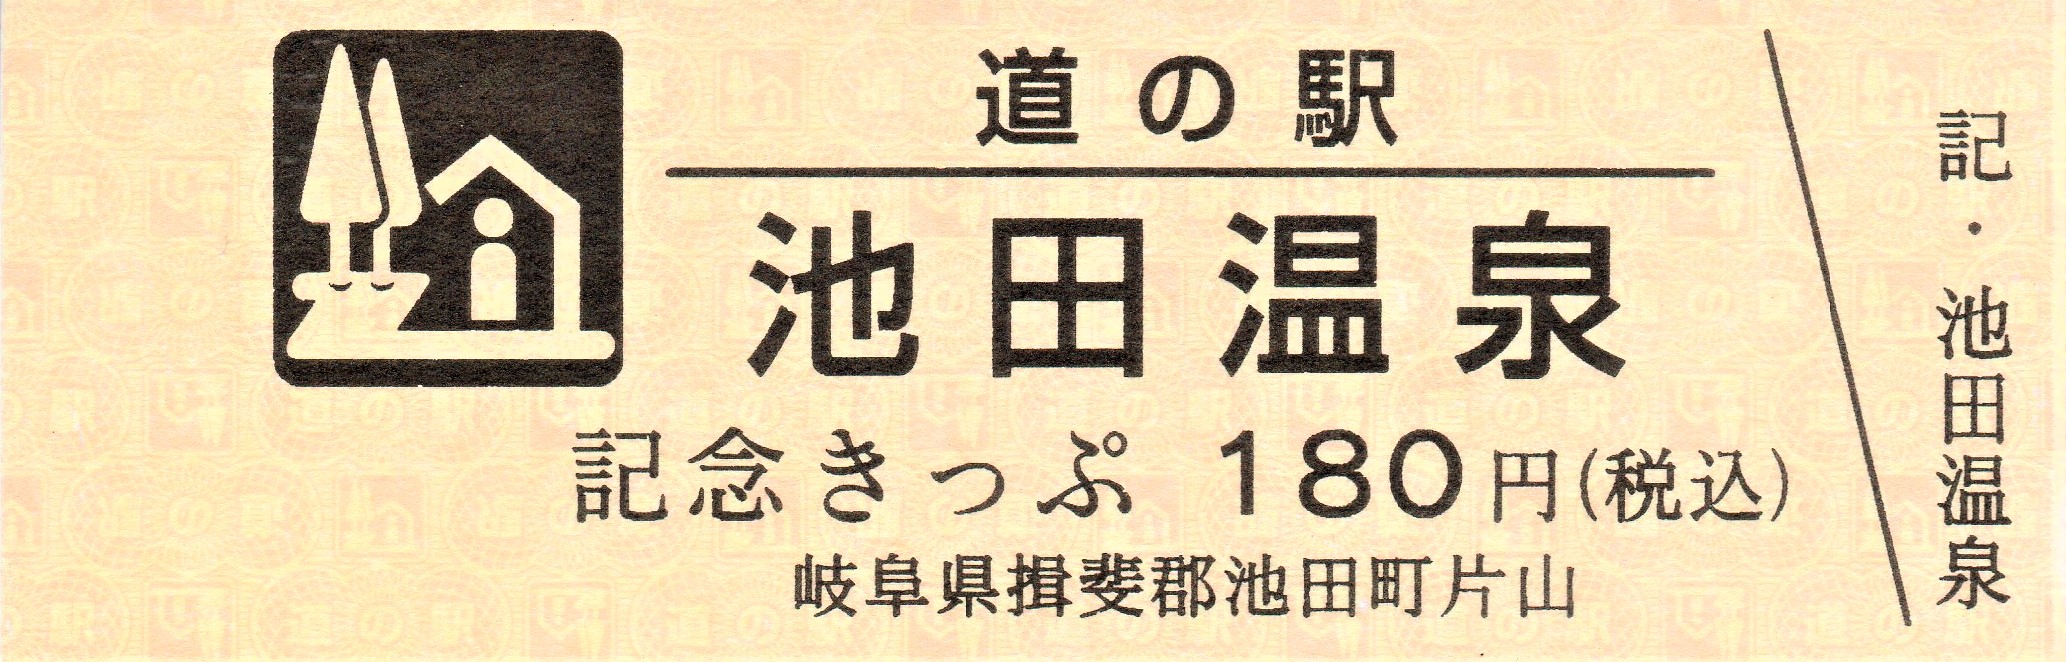 道の駅
池田温泉
記念きっぷ 180円(税込)
岐阜県揖斐郡池田町片山
記・池田温泉